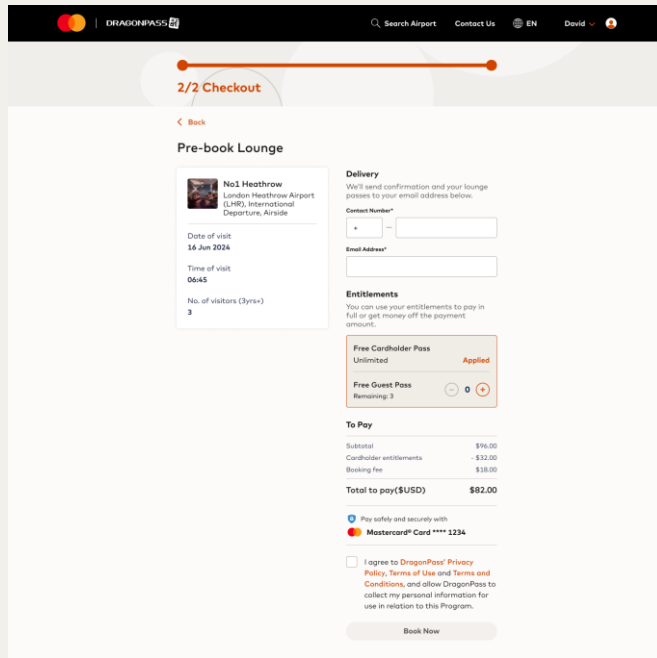 DRAGONPASS
Search Airport
Contact Us
EN
David
2/2 Checkout
Back
Pre-book Lounge
No1 Heathrow
London Heathrow Airport
(LHR), International
Departure, Airside
Date of visit
16 Jun 2024
Time of visit
06:45
No. of visitors (3yrs+)
3
Delivery
We'll send confirmation and your lounge
passes to your email address below.
Contact Number*
+ –
Email Address*
Entitlements
You can use your entitlements to pay in
full or get money off the payment
amount.
Free Cardholder Pass
Unlimited Applied
Free Guest Pass
Remaining: 3
− 0 +
To Pay
Subtotal $96.00
Cardholder entitlements - $32.00
Booking fee $18.00
Total to pay($USD) $82.00
Pay safely and securely with
Mastercard® Card **** 1234
I agree to DragonPass' Privacy
Policy, Terms of Use and Terms and
Conditions, and allow DragonPass to
collect my personal information for
use in relation to this Program.
Book Now